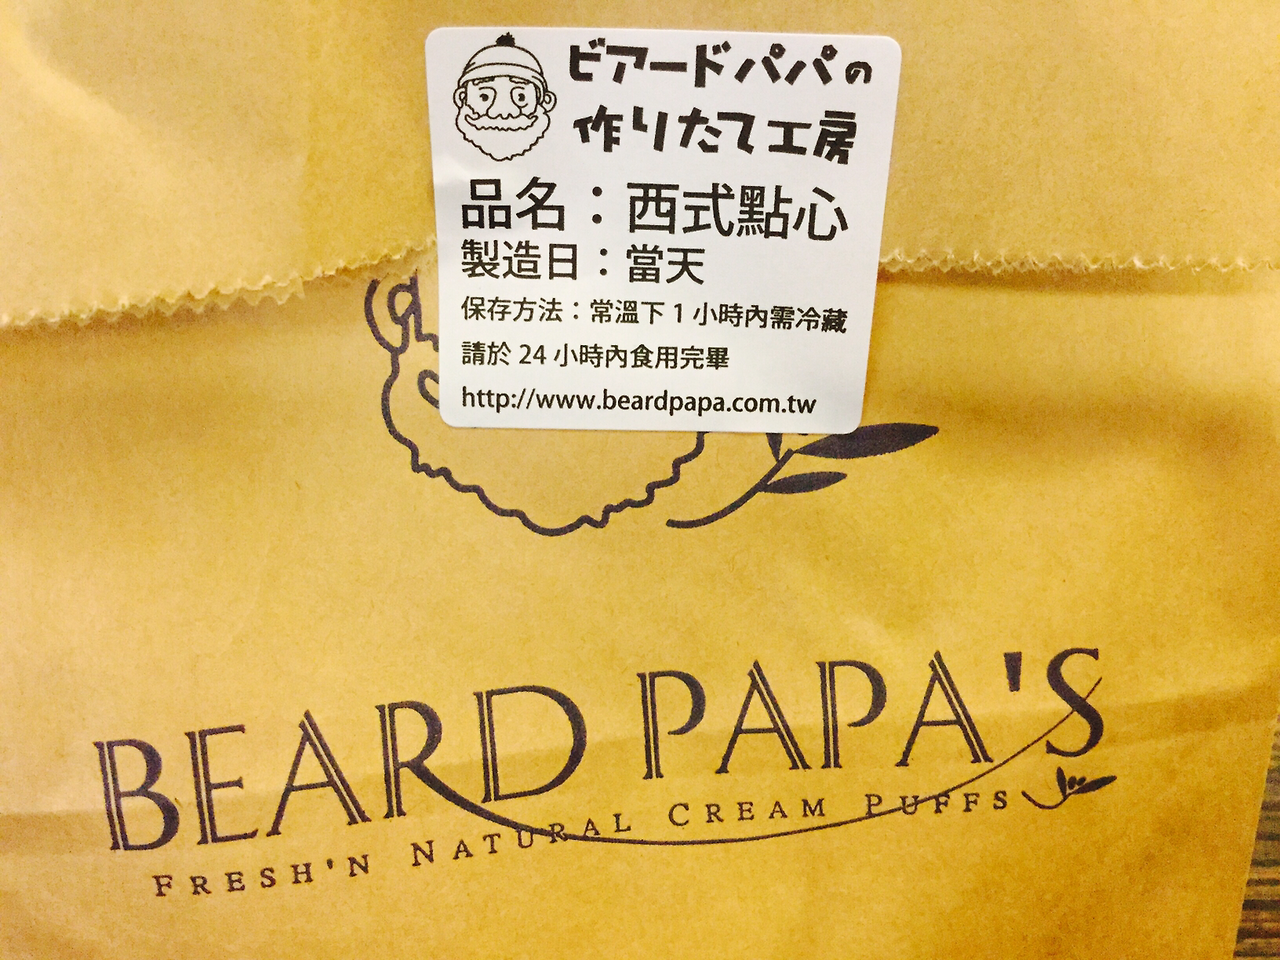 ビアードパパの
作りたて工房
品名：西式點心
製造日：當天
保存方法：常溫下 1 小時內需冷藏
請於 24 小時內食用完畢
http://www.beardpapa.com.tw
BEARD PAPA'S
FRESH'N NATURAL CREAM PUFFS